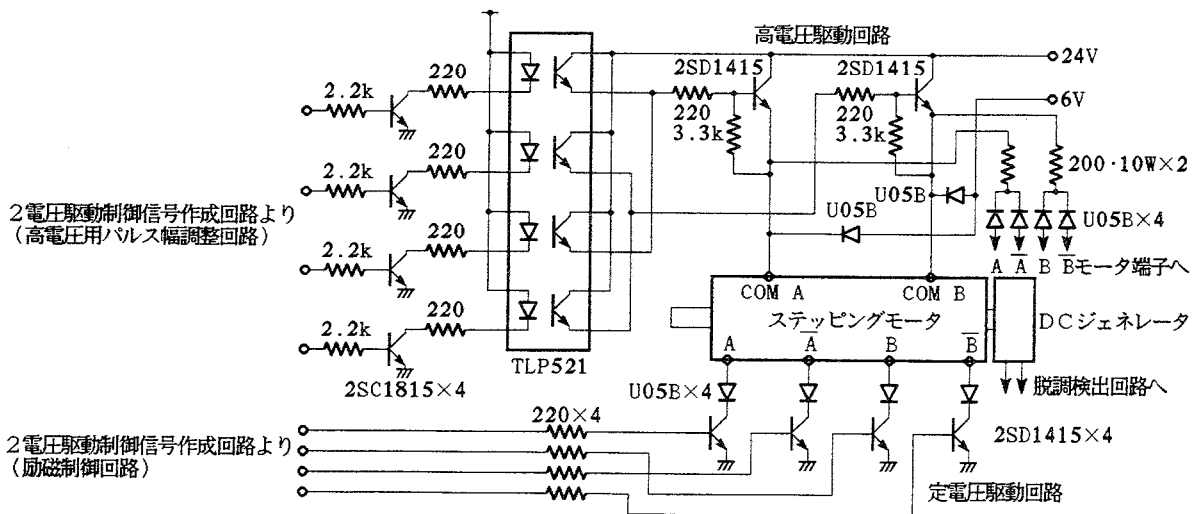 高電圧駆動回路
2SD1415
2SD1415
24V
6V
2.2k
220
220
3.3k
220
3.3k
2.2k
220
200·10W×2
U05B
U05B
U05B×4
2電圧駆動制御信号作成回路より
(高電圧用パルス幅調整回路)
2.2k
220
A A̅ B B̅モータ端子へ
COM A
COM B
ステッピングモータ
DCジェネレータ
2.2k
220
A A̅ B B̅
TLP521
2SC1815×4
U05B×4
脱調検出回路へ
220×4
2SD1415×4
2電圧駆動制御信号作成回路より
(励磁制御回路)
定電圧駆動回路